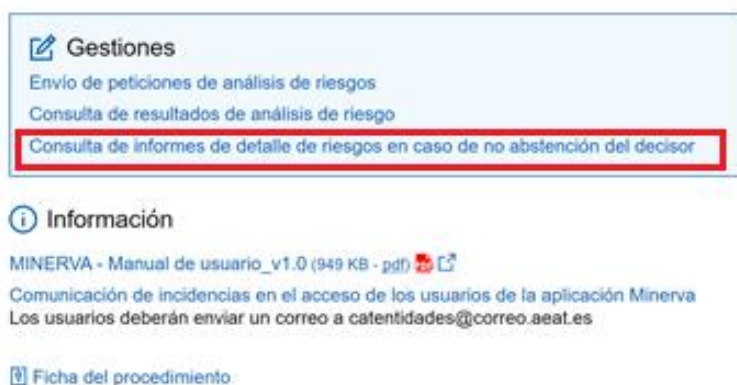 Gestiones
Envío de peticiones de análisis de riesgos
Consulta de resultados de análisis de riesgo
Consulta de informes de detalle de riesgos en caso de no abstención del decisor
Información
MINERVA - Manual de usuario_v1.0 (949 KB - pdf)
Comunicación de incidencias en el acceso de los usuarios de la aplicación Minerva
Los usuarios deberán enviar un correo a catentidades@correo.aeat.es
Ficha del procedimiento